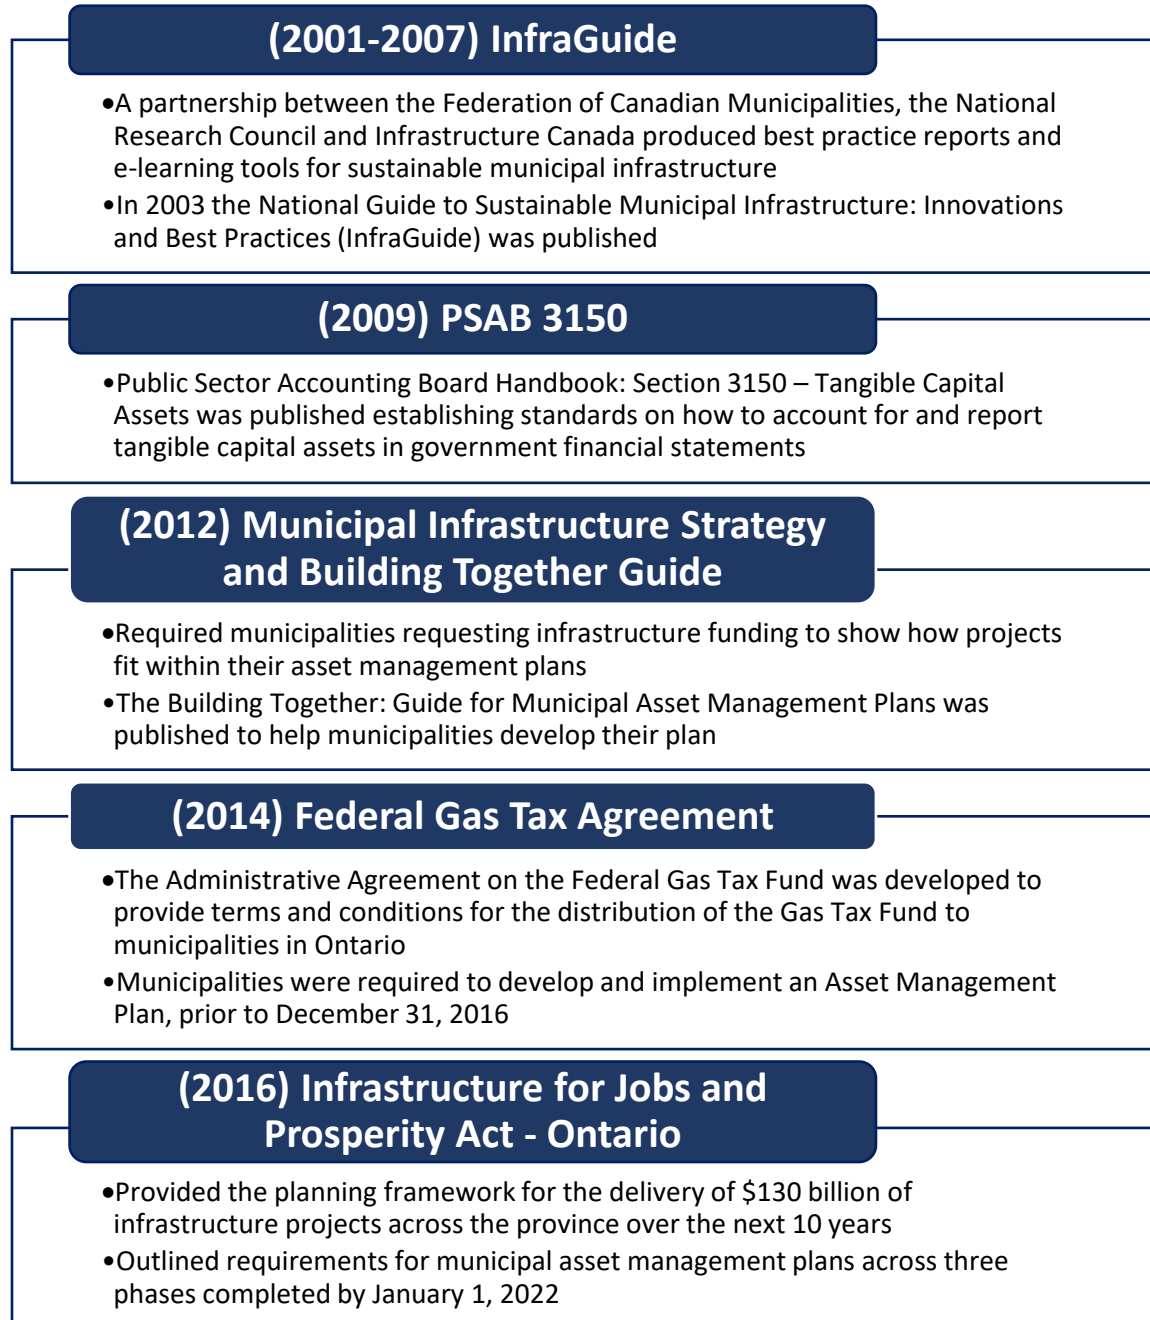 (2001-2007) InfraGuide
•A partnership between the Federation of Canadian Municipalities, the National
Research Council and Infrastructure Canada produced best practice reports and
e-learning tools for sustainable municipal infrastructure
•In 2003 the National Guide to Sustainable Municipal Infrastructure: Innovations
and Best Practices (InfraGuide) was published
(2009) PSAB 3150
•Public Sector Accounting Board Handbook: Section 3150 – Tangible Capital
Assets was published establishing standards on how to account for and report
tangible capital assets in government financial statements
(2012) Municipal Infrastructure Strategy
and Building Together Guide
•Required municipalities requesting infrastructure funding to show how projects
fit within their asset management plans
•The Building Together: Guide for Municipal Asset Management Plans was
published to help municipalities develop their plan
(2014) Federal Gas Tax Agreement
•The Administrative Agreement on the Federal Gas Tax Fund was developed to
provide terms and conditions for the distribution of the Gas Tax Fund to
municipalities in Ontario
•Municipalities were required to develop and implement an Asset Management
Plan, prior to December 31, 2016
(2016) Infrastructure for Jobs and
Prosperity Act - Ontario
•Provided the planning framework for the delivery of $130 billion of
infrastructure projects across the province over the next 10 years
•Outlined requirements for municipal asset management plans across three
phases completed by January 1, 2022